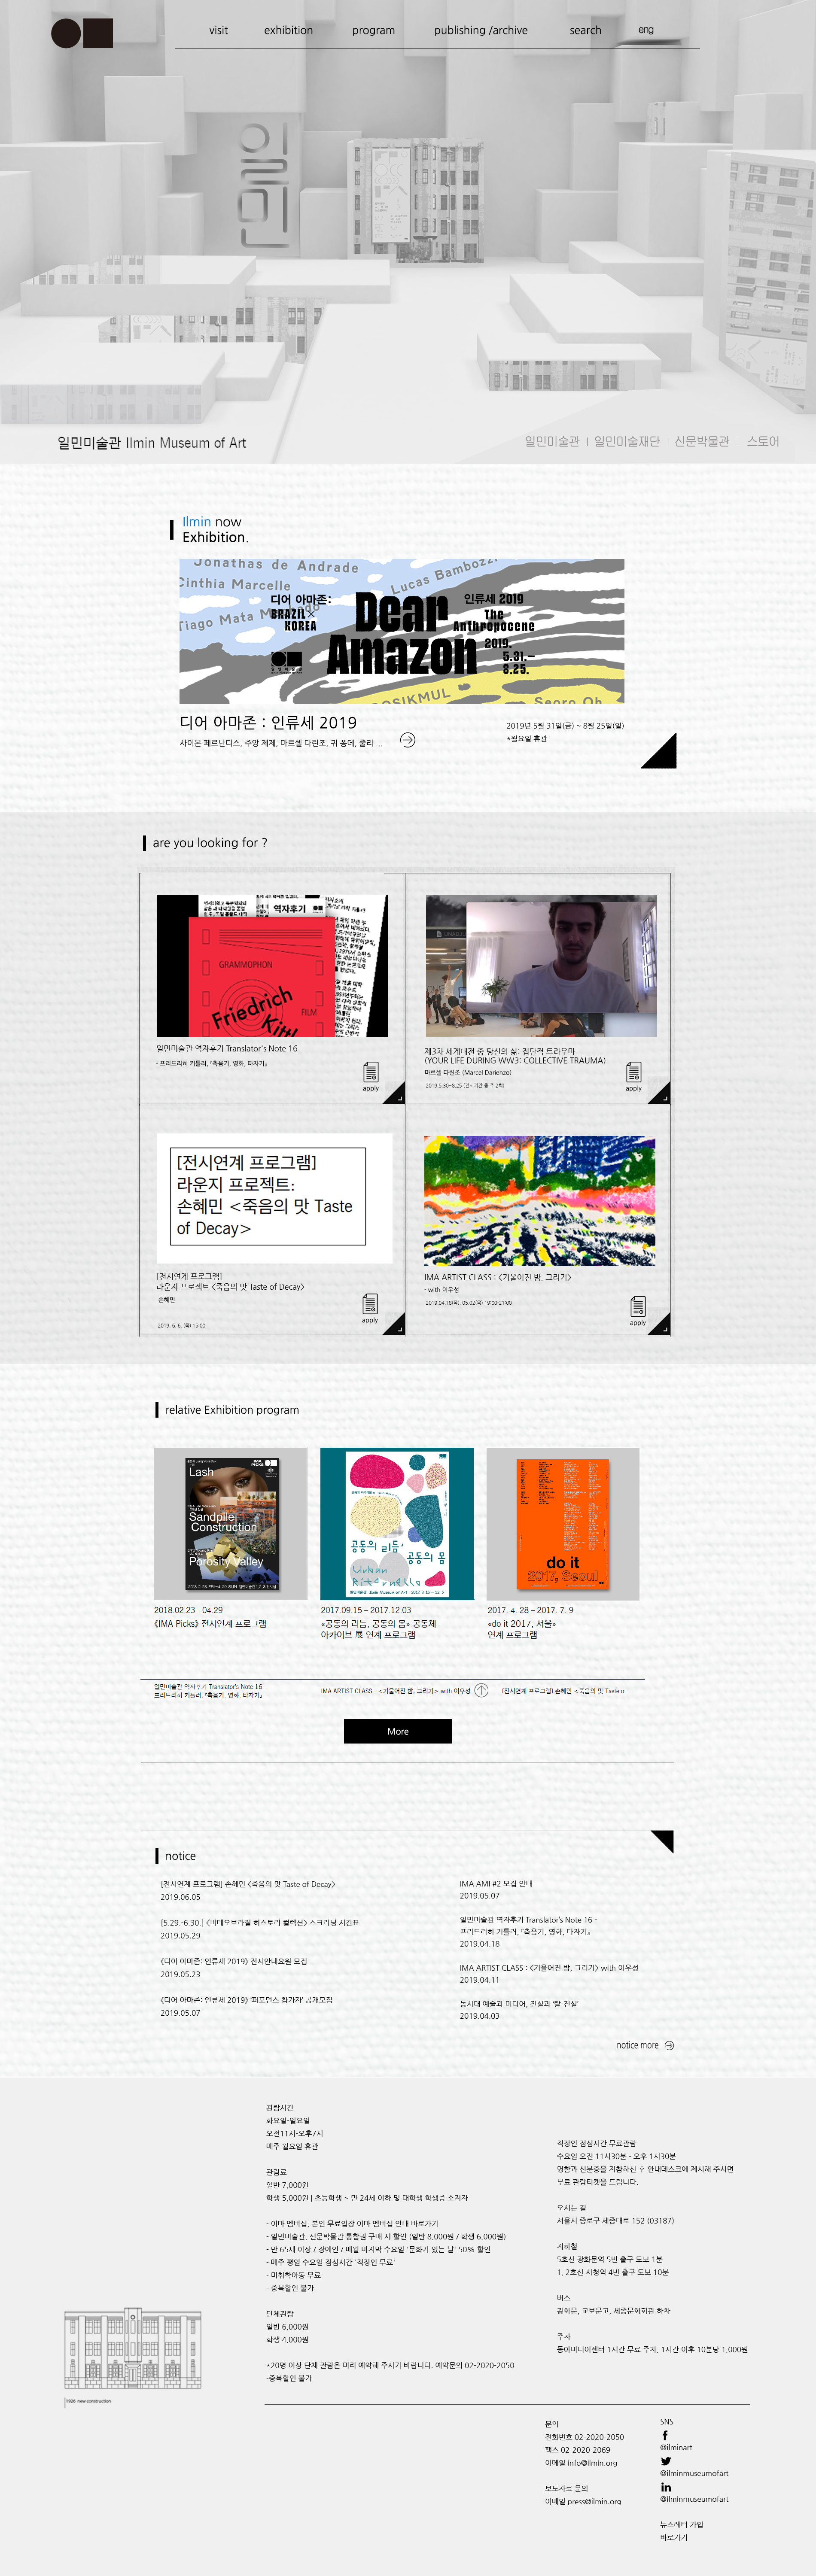 visit
exhibition
program
publishing /archive
search
eng
일민미술관 Ilmin Museum of Art
일민미술관 | 일민미술재단 | 신문박물관 | 스토어
Ilmin now
Exhibition.
Jonathas de Andrade
Cinthia Marcelle
Lucas Bambozzi
Tiago Mata Machado
디어 아마존:
BRAZIL×
KOREA
Dear
Amazon
인류세 2019
The
Anthropocene
2019.
5.31.–
8.25.
OSIKMUL
Seoro Oh
디어 아마존 : 인류세 2019
사이몬 페르난디스, 주앙 제제, 마르셀 다린조, 귀 퐁데, 줄리 ...
2019년 5월 31일(금) ~ 8월 25일(일)
*월요일 휴관
are you looking for ?
역자후기
GRAMMOPHON
FILM
Friedrich
Kittl
일민미술관 역자후기 Translator's Note 16
- 프리드리히 키틀러, 『축음기, 영화, 타자기』
apply
제3차 세계대전 중 당신의 삶: 집단적 트라우마
(YOUR LIFE DURING WW3: COLLECTIVE TRAUMA)
마르셀 다린조 (Marcel Darienzo)
2019.5.30~8.25 (전시기간 중 주 2회)
apply
[전시연계 프로그램]
라운지 프로젝트:
손혜민 <죽음의 맛 Taste
of Decay>
[전시연계 프로그램]
라운지 프로젝트 <죽음의 맛 Taste of Decay>
손혜민
2019. 6. 6. (목) 15:00
apply
IMA ARTIST CLASS : <기울어진 밤, 그리기>
- with 이우성
2019.04.18(목), 05.02(목) 19:00-21:00
apply
relative Exhibition program
IMA
PICKS
Lash
Sandpile
Construction
Porosity Valley
공동의 리듬,
공동의 몸
Urban
Ritornello
do it
2017, Seoul
2018.02.23 - 04.29
《IMA Picks》 전시연계 프로그램
2017.09.15 – 2017.12.03
«공동의 리듬, 공동의 몸» 공동체
아카이브 展 연계 프로그램
2017. 4. 28 – 2017. 7. 9
«do it 2017, 서울»
연계 프로그램
일민미술관 역자후기 Translator's Note 16 –
프리드리히 키틀러, 『축음기, 영화, 타자기』
IMA ARTIST CLASS : <기울어진 밤, 그리기> with 이우성
[전시연계 프로그램] 손혜민 <죽음의 맛 Taste o...
More
notice
[전시연계 프로그램] 손혜민 <죽음의 맛 Taste of Decay>
2019.06.05
[5.29.-6.30.] <비데오브라질 히스토리 컬렉션> 스크리닝 시간표
2019.05.29
《디어 아마존: 인류세 2019》 전시안내요원 모집
2019.05.23
《디어 아마존: 인류세 2019》 '퍼포먼스 참가자' 공개모집
2019.05.07
IMA AMI #2 모집 안내
2019.05.07
일민미술관 역자후기 Translator's Note 16 –
프리드리히 키틀러, 『축음기, 영화, 타자기』
2019.04.18
IMA ARTIST CLASS : <기울어진 밤, 그리기> with 이우성
2019.04.11
동시대 예술과 미디어, 진실과 '탈-진실'
2019.04.03
notice more
관람시간
화요일-일요일
오전11시-오후7시
매주 월요일 휴관
관람료
일반 7,000원
학생 5,000원 | 초등학생 ~ 만 24세 이하 및 대학생 학생증 소지자
- 이마 멤버십, 본인 무료입장 이마 멤버십 안내 바로가기
- 일민미술관, 신문박물관 통합권 구매 시 할인 (일반 8,000원 / 학생 6,000원)
- 만 65세 이상 / 장애인 / 매월 마지막 수요일 '문화가 있는 날' 50% 할인
- 매주 평일 수요일 점심시간 '직장인 무료'
- 미취학아동 무료
- 중복할인 불가
단체관람
일반 6,000원
학생 4,000원
*20명 이상 단체 관람은 미리 예약해 주시기 바랍니다. 예약문의 02-2020-2050
-중복할인 불가
직장인 점심시간 무료관람
수요일 오전 11시30분 - 오후 1시30분
명함과 신분증을 지참하신 후 안내데스크에 제시해 주시면
무료 관람티켓을 드립니다.
오시는 길
서울시 종로구 세종대로 152 (03187)
지하철
5호선 광화문역 5번 출구 도보 1분
1, 2호선 시청역 4번 출구 도보 10분
버스
광화문, 교보문고, 세종문화회관 하차
주차
동아미디어센터 1시간 무료 주차, 1시간 이후 10분당 1,000원
1926 new construction
문의
전화번호 02-2020-2050
팩스 02-2020-2069
이메일 info@ilmin.org
보도자료 문의
이메일 press@ilmin.org
SNS
@ilminart
@ilminmuseumofart
@ilminmuseumofart
뉴스레터 가입
바로가기